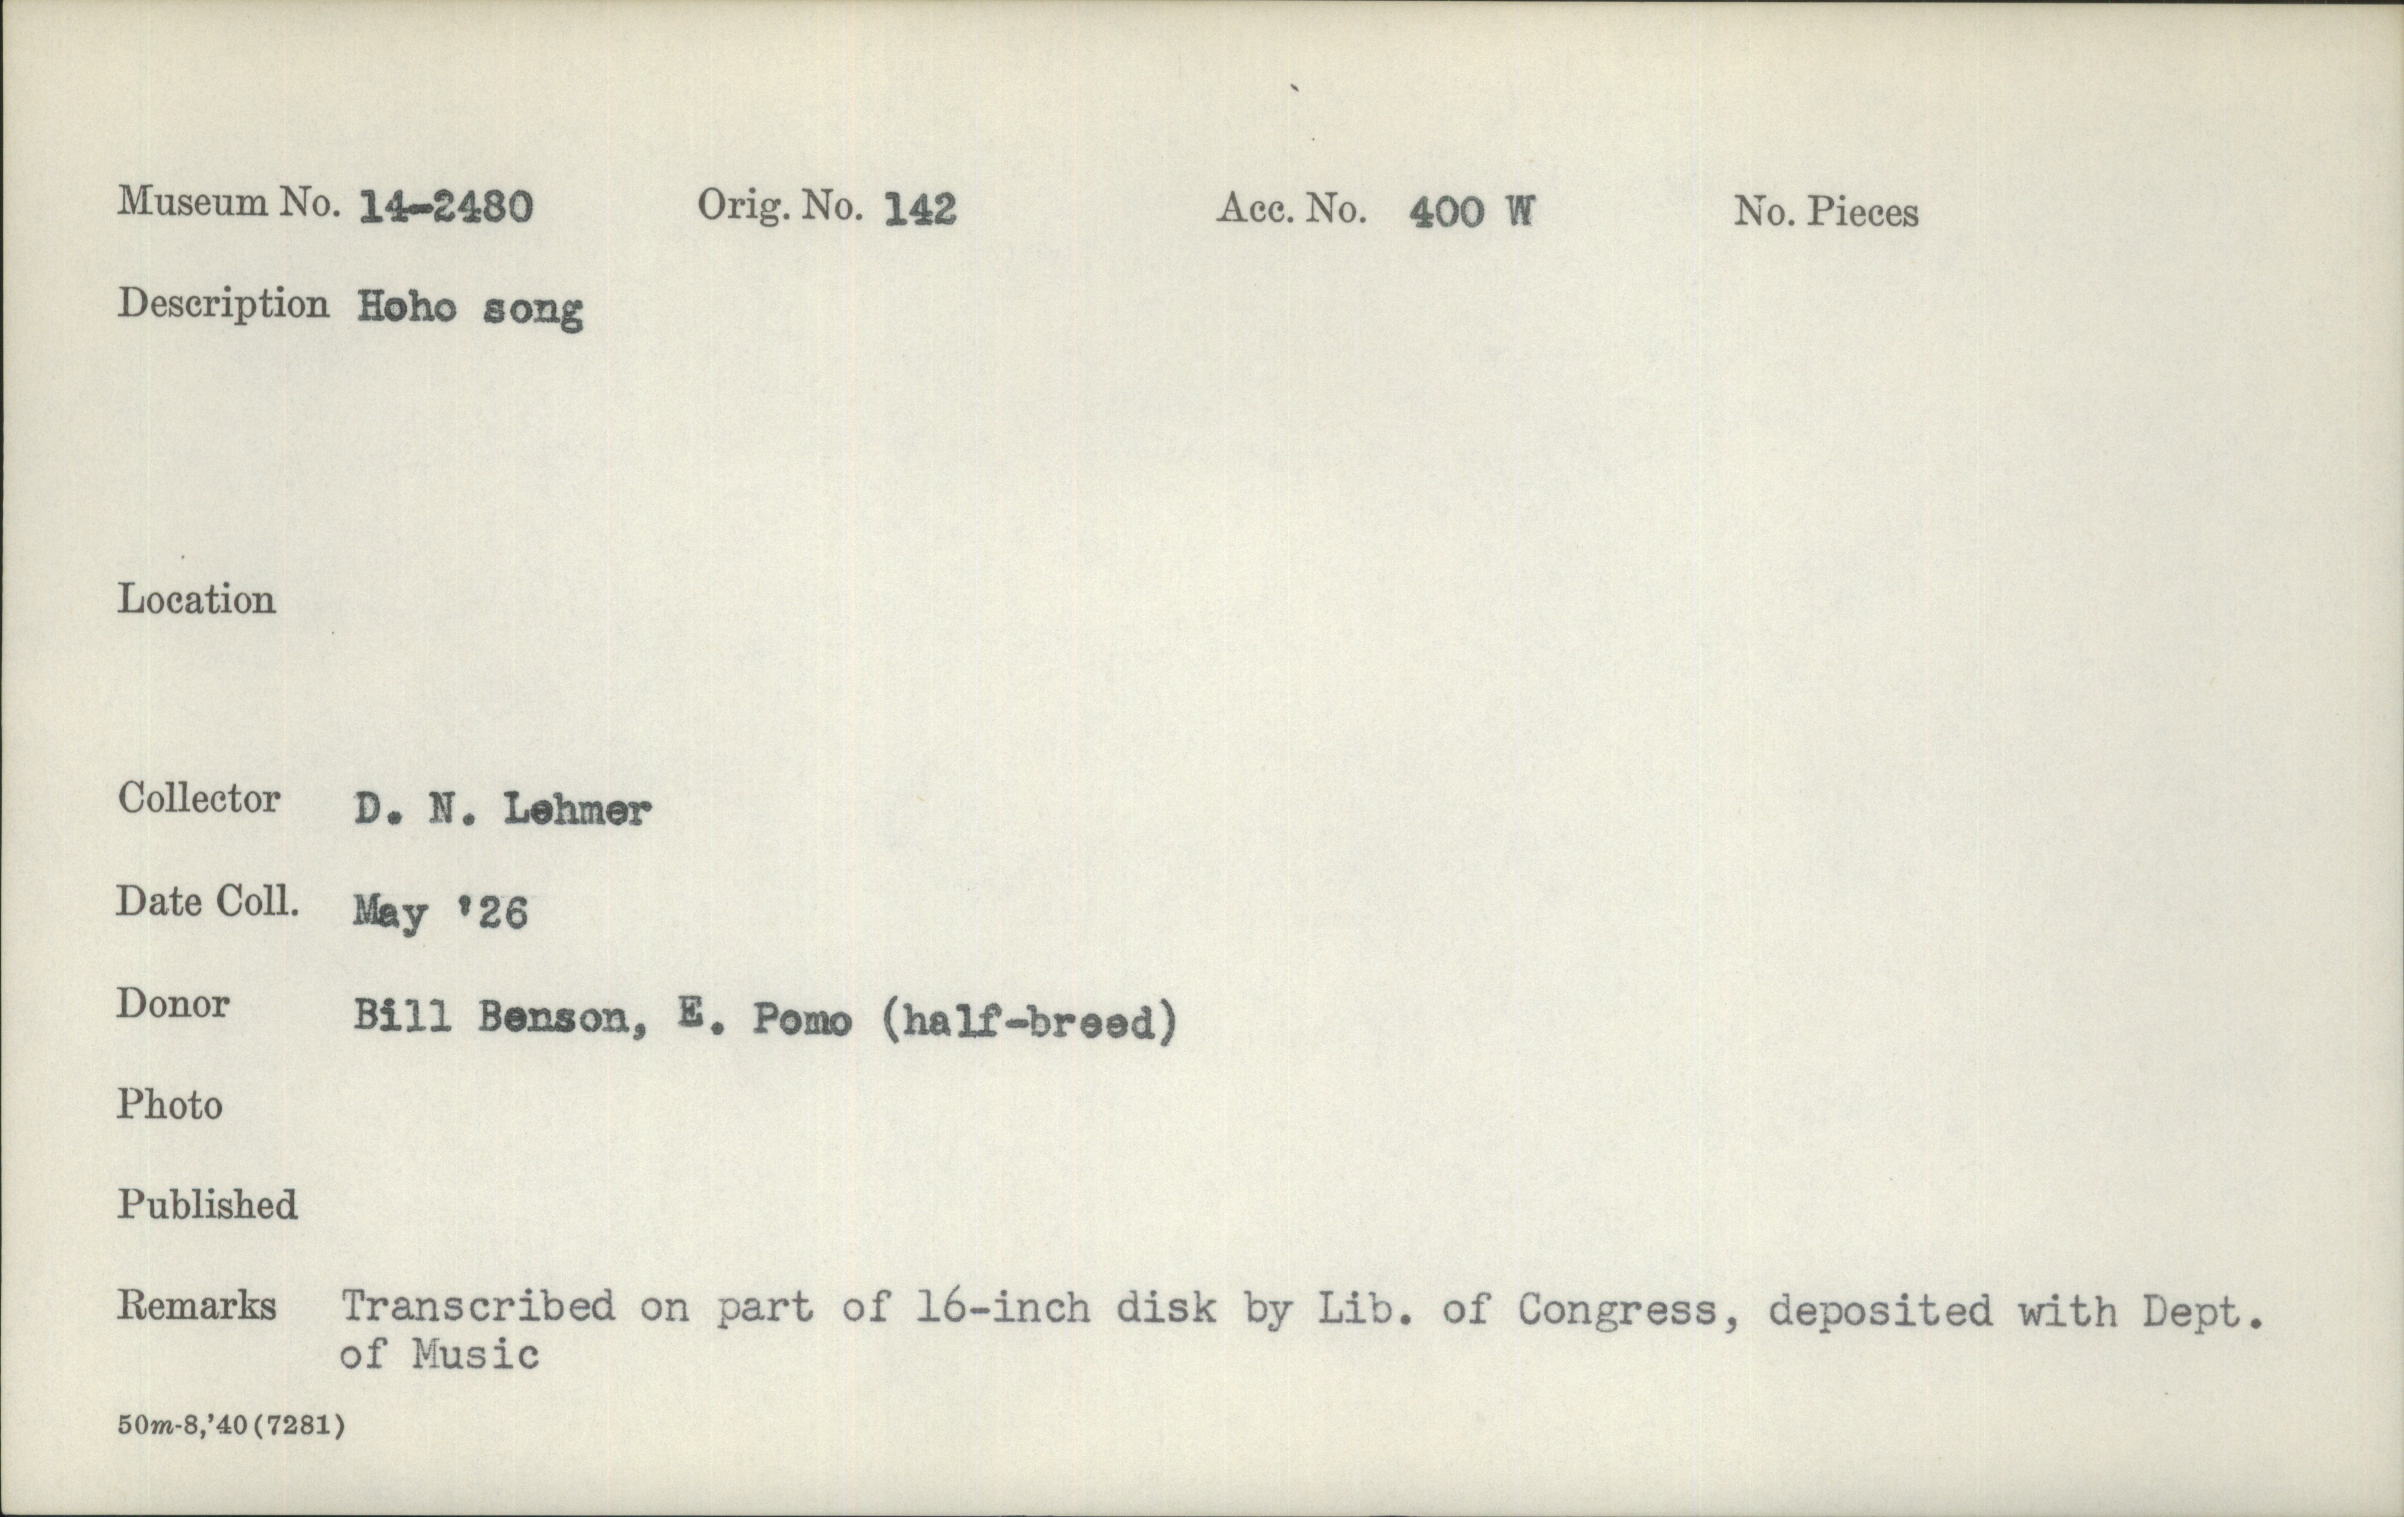 Museum No. 14-2480 Orig. No. 142 Acc. No. 400 W No. Pieces
Description Hoho song
Location
Collector D. N. Lehmer
Date Coll. May '26
Donor Bill Benson, E. Pomo (half-breed)
Photo
Published
Remarks Transcribed on part of 16-inch disk by Lib. of Congress, deposited with Dept.
of Music
50m-8,'40(7281)